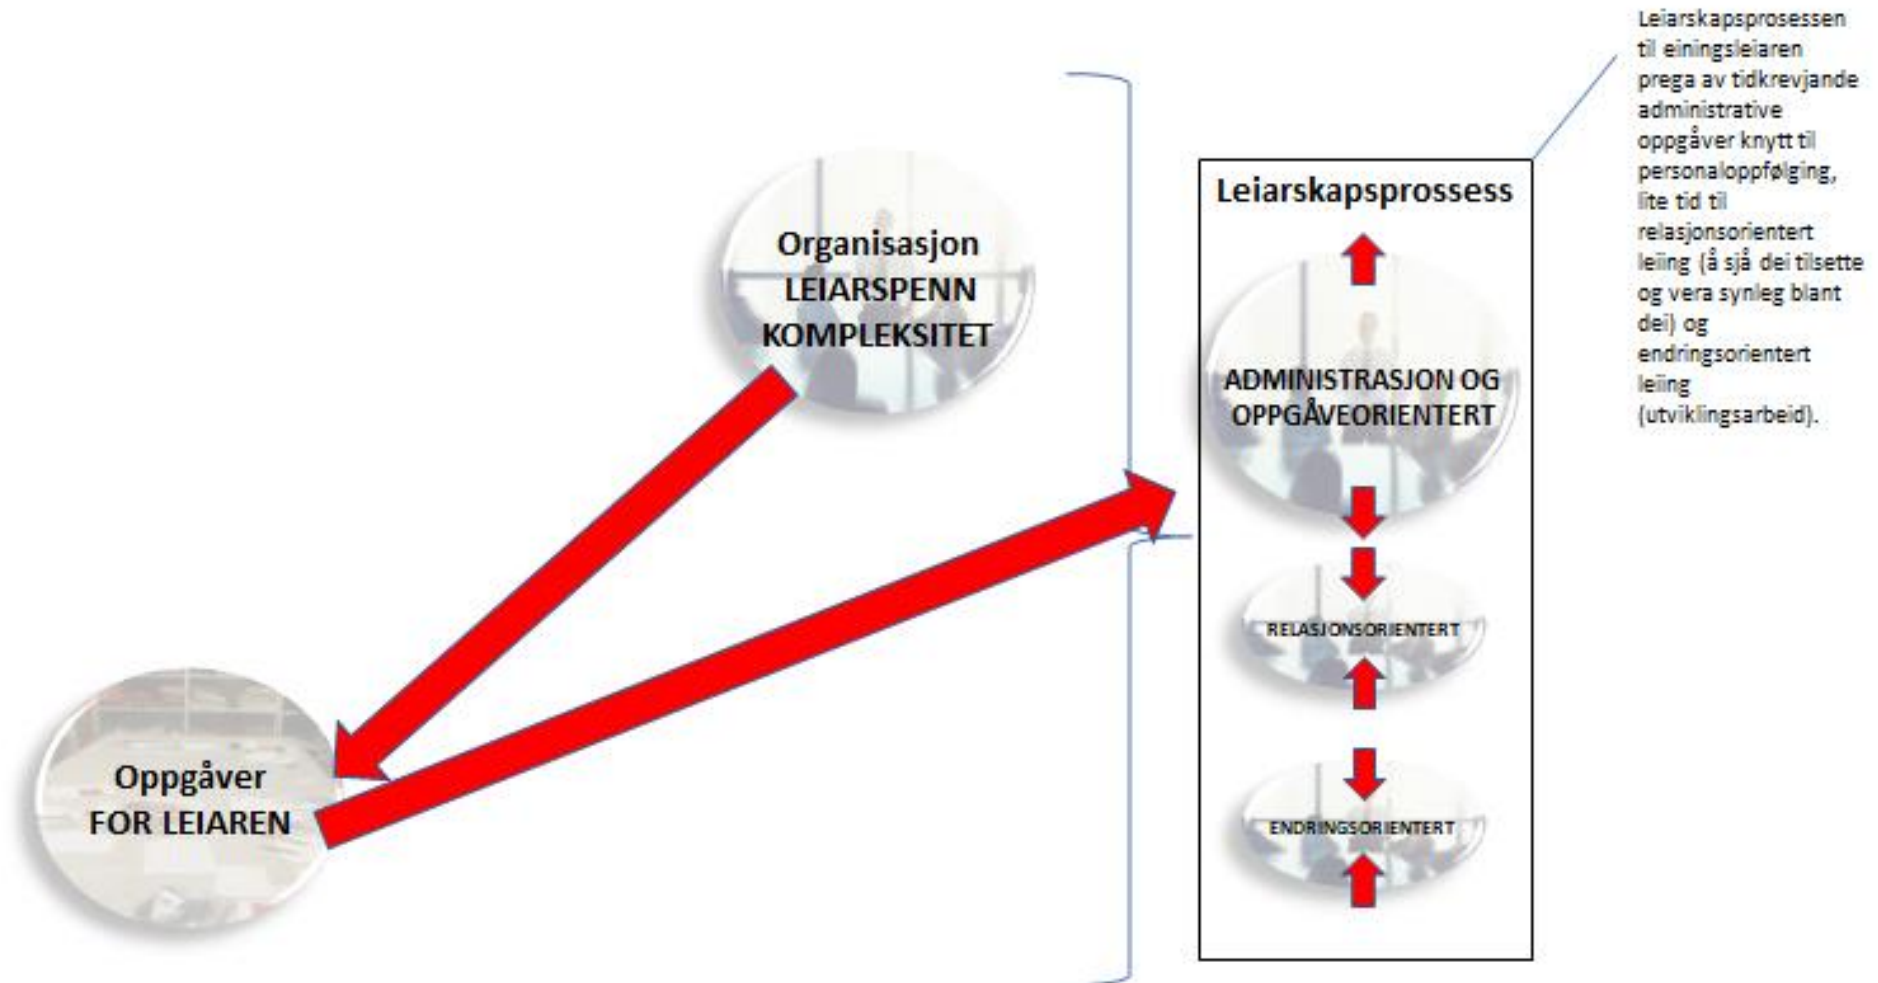 Organisasjon
LEIARSPENN
KOMPLEKSITET
Oppgåver
FOR LEIAREN
Leiarskapsprossess
ADMINISTRASJON OG
OPPGÅVEORIENTERT
RELASJONSORIENTERT
ENDRINGSORIENTERT
Leiarskapsprosessen
til einingsleiaren
prega av tidkrevjande
administrative
oppgåver knytt til
personaloppfølging,
lite tid til
relasjonsorientert
leiing (å sjå dei tilsette
og vera synleg blant
dei) og
endringsorientert
leiing
(utviklingsarbeid).